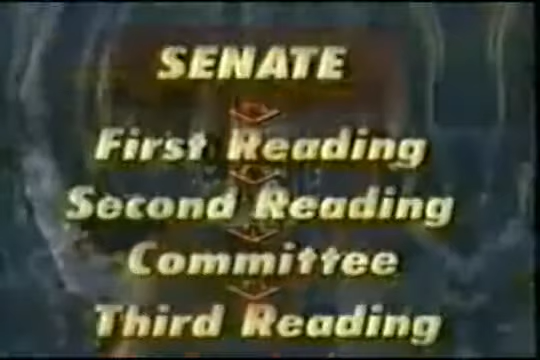 SENATE
First Reading
Second Reading
Committee
Third Reading